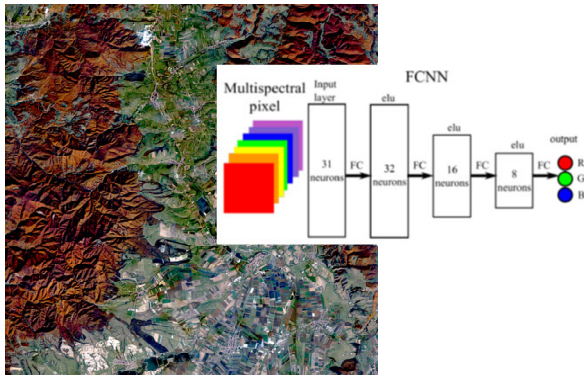 FCNN
Multispectral
pixel
Input
layer
elu
elu
elu
output
31
neurons
FC
32
neurons
FC
16
neurons
FC
8
neurons
FC
R
G
B